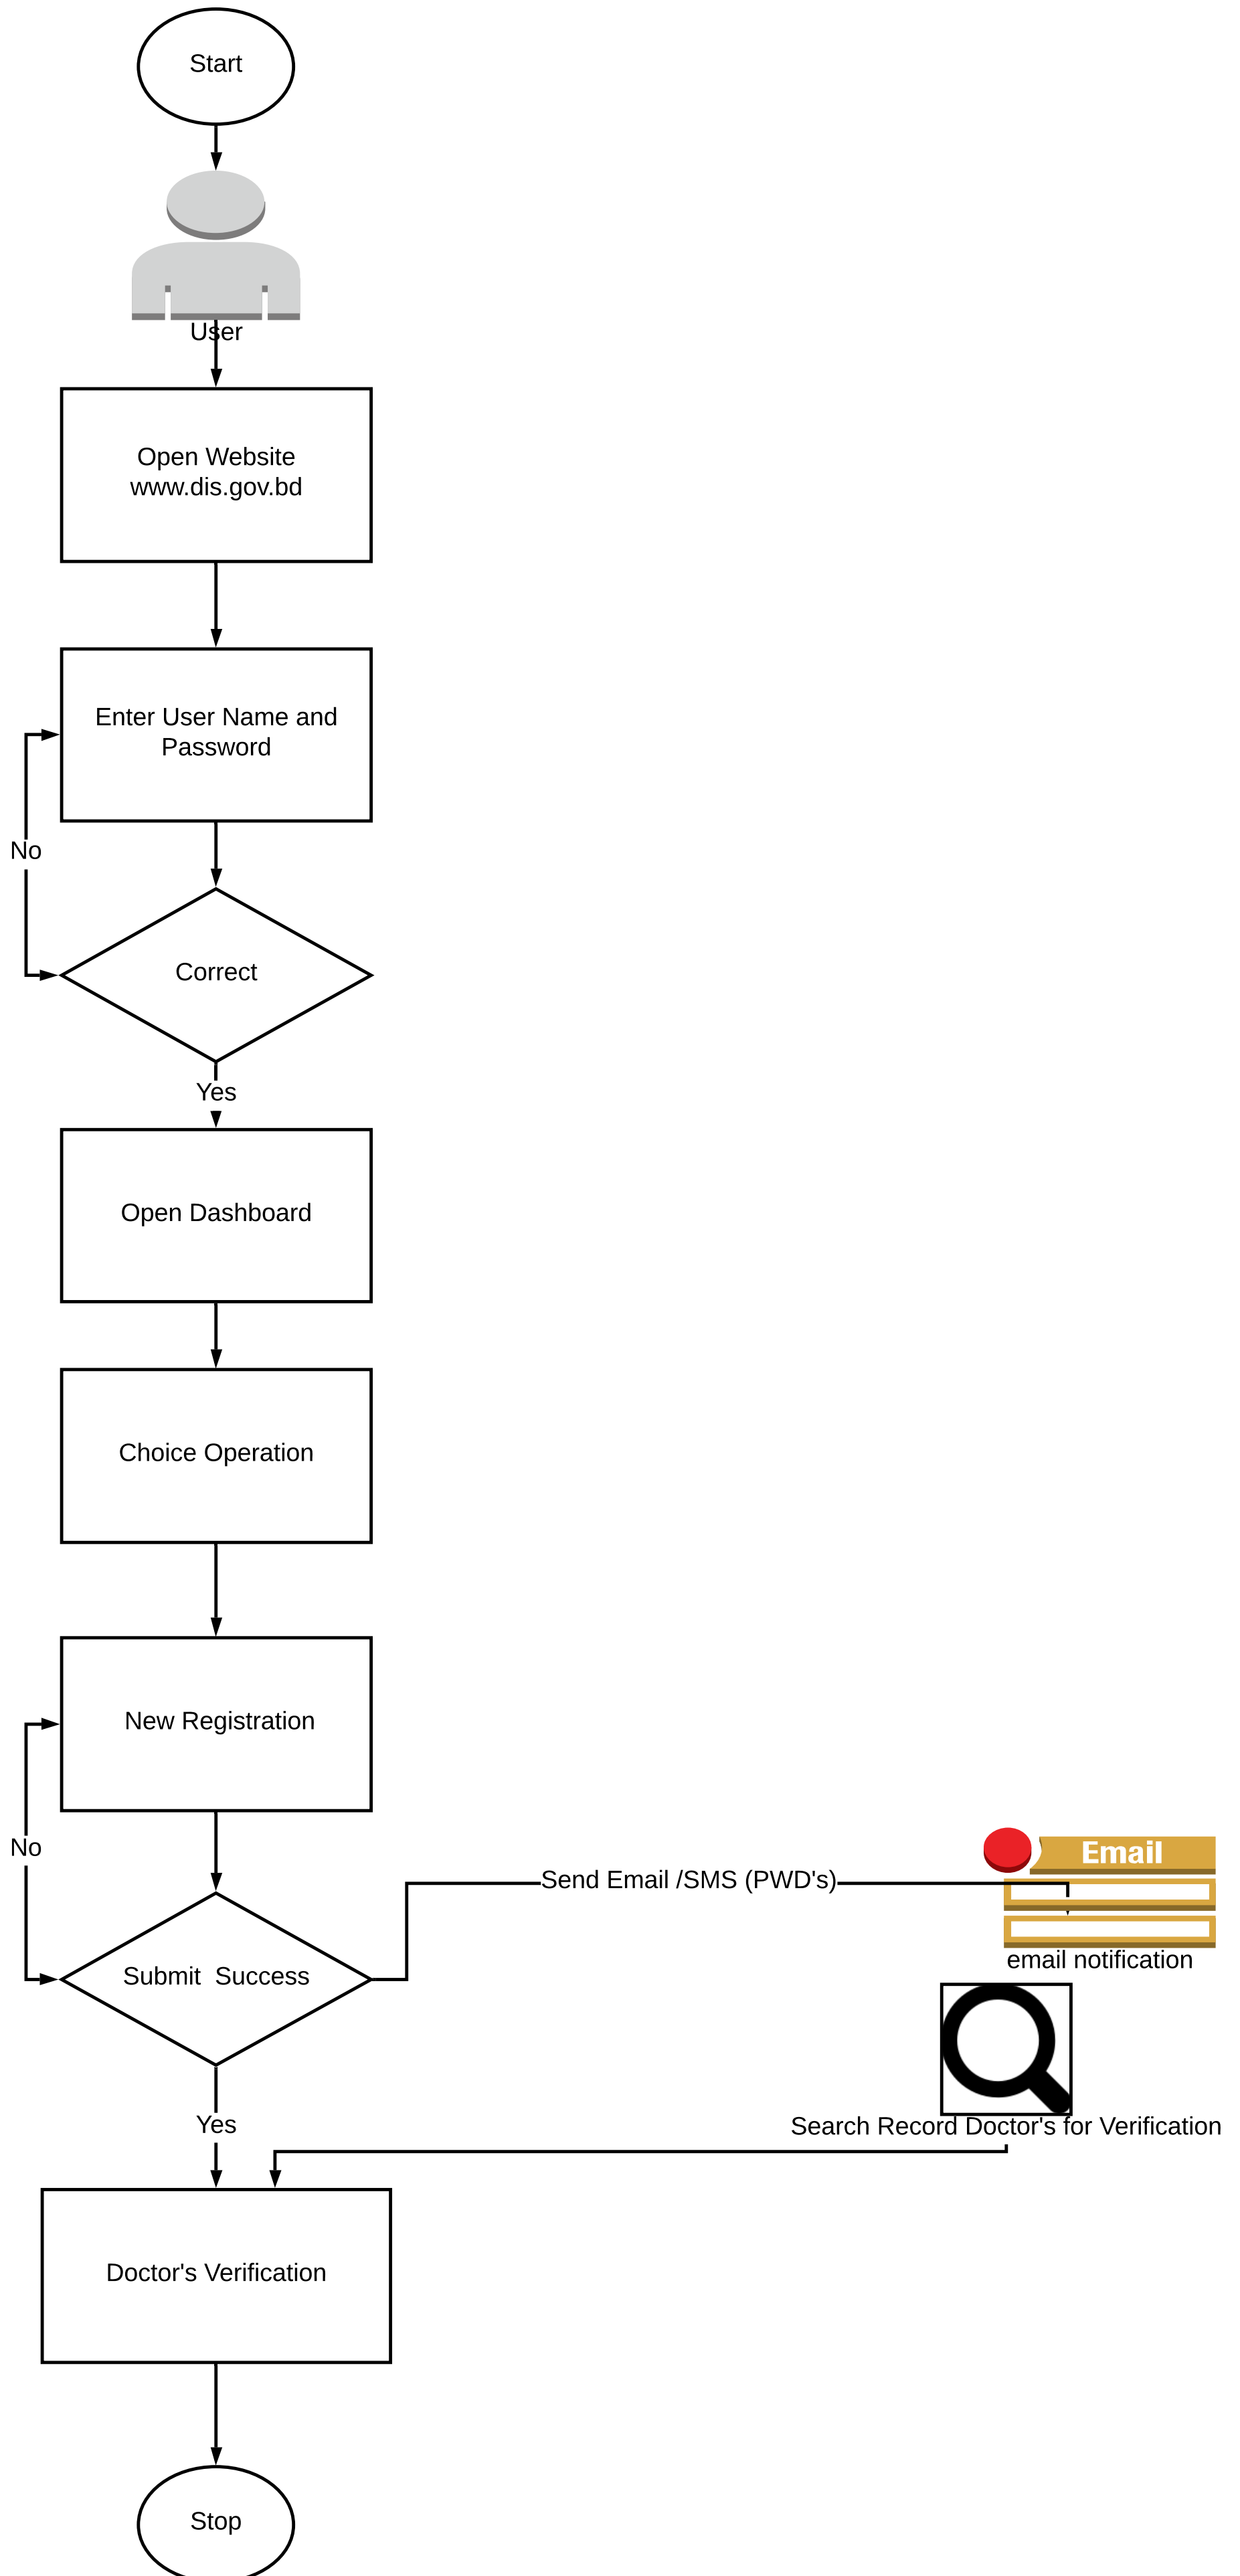 Start
User
Open Website
www.dis.gov.bd
Enter User Name and
Password
No
Correct
Yes
Open Dashboard
Choice Operation
New Registration
No
Email
Send Email /SMS (PWD's)
email notification
Submit  Success
Search Record Doctor's for Verification
Yes
Doctor's Verification
Stop